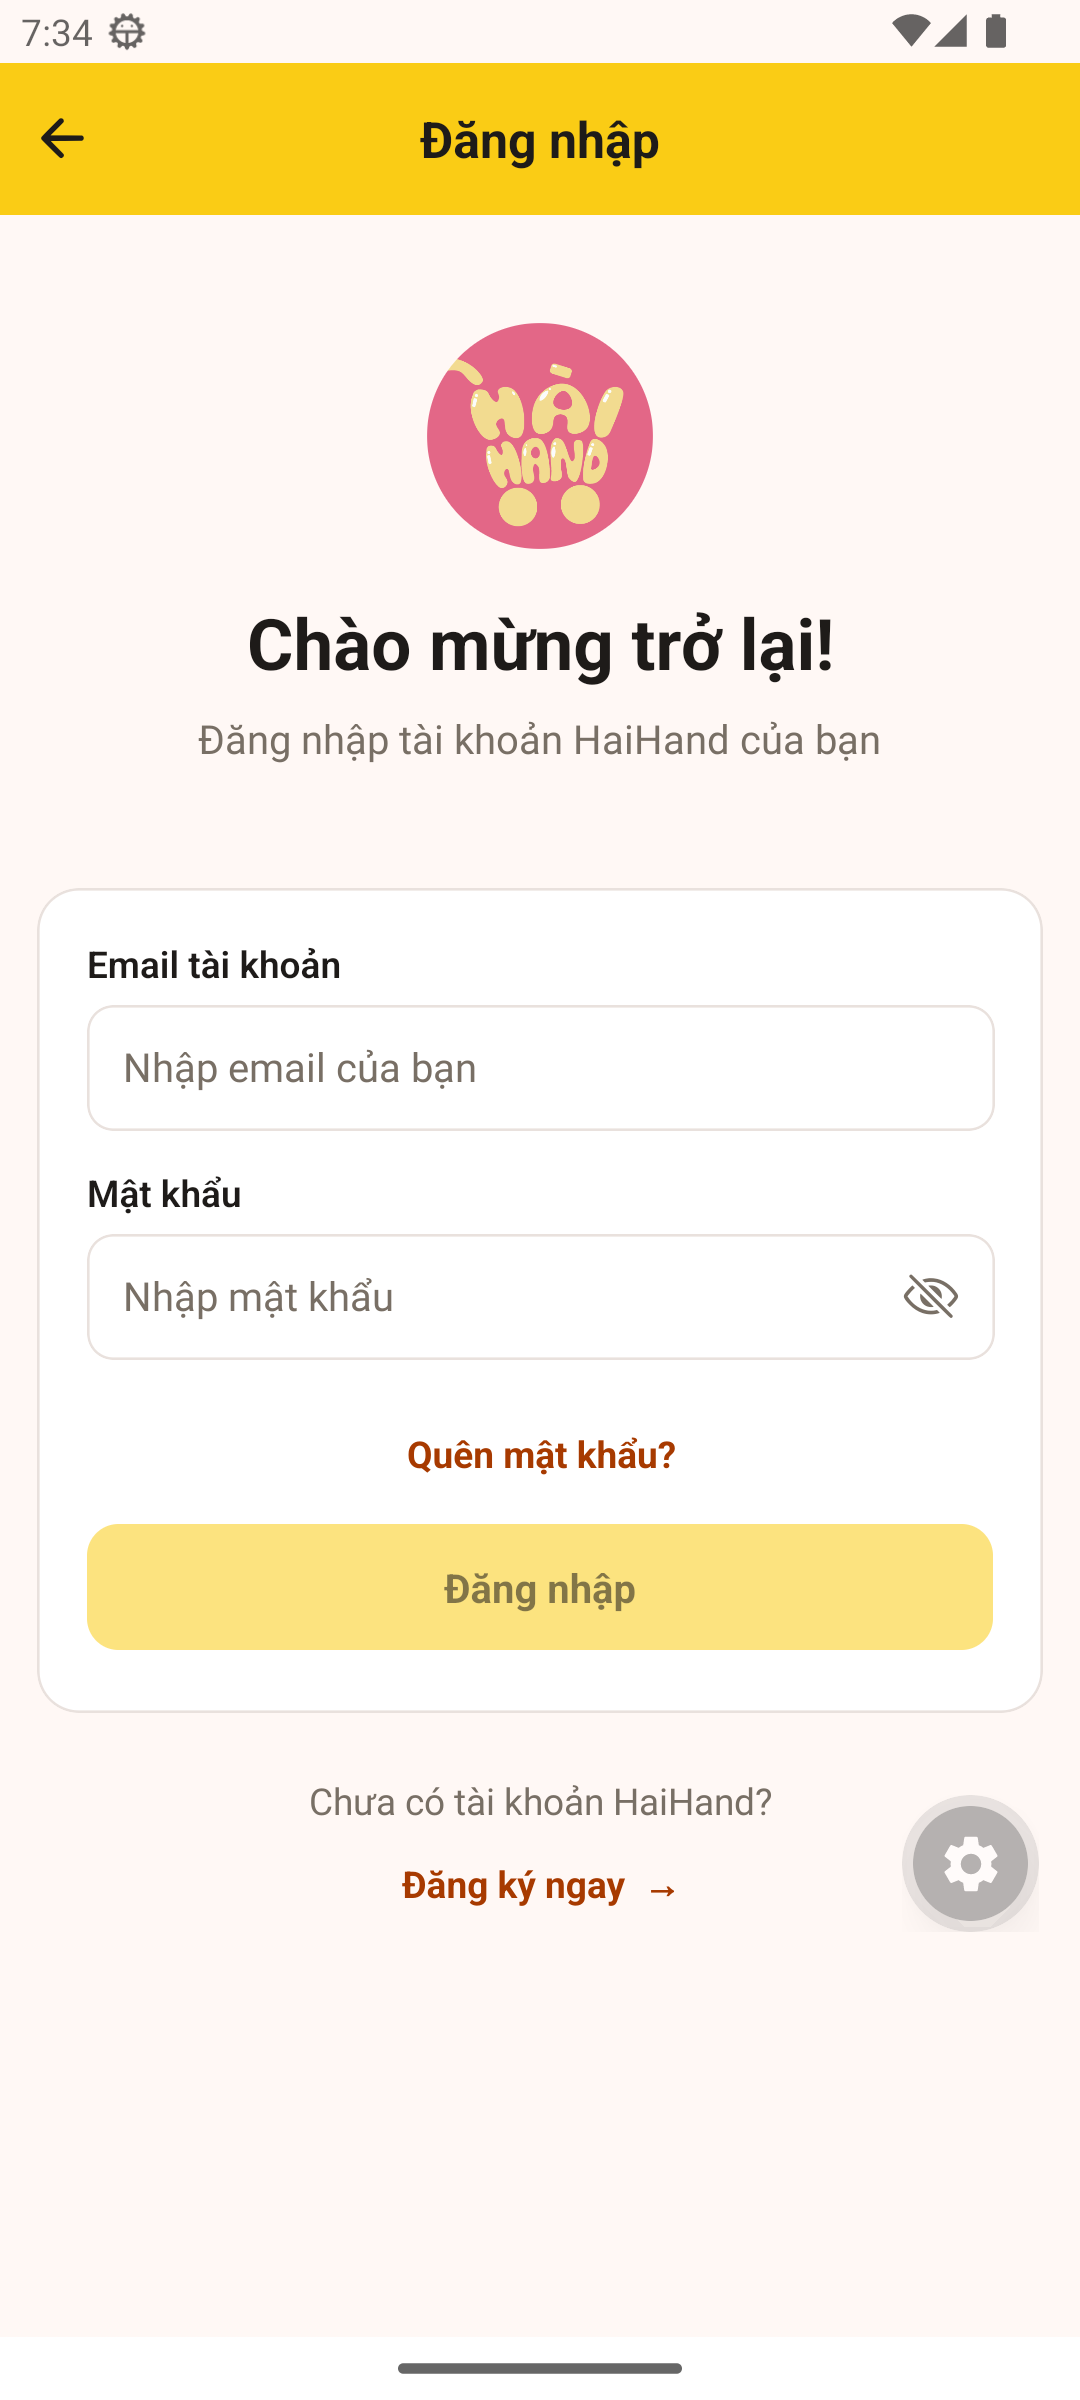 7:34
Đăng nhập
HÀI
HAND
Chào mừng trở lại!
Đăng nhập tài khoản HaiHand của bạn
Email tài khoản
Nhập email của bạn
Mật khẩu
Nhập mật khẩu
Quên mật khẩu?
Đăng nhập
Chưa có tài khoản HaiHand?
Đăng ký ngay →